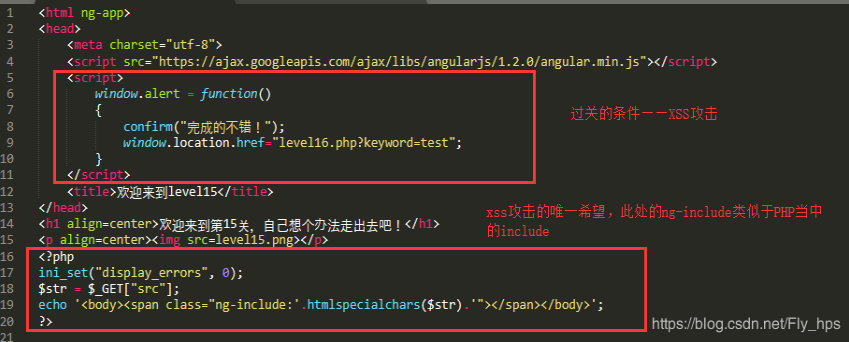 1 <html ng-app>
2 <head>
3 <meta charset="utf-8">
4 <script src="https://ajax.googleapis.com/ajax/libs/angularjs/1.2.0/angular.min.js"></script>
5 <script>
6 window.alert = function()
7 {
8 confirm("完成的不错！");
9 window.location.href="level16.php?keyword=test";
10 }
11 </script>
12 <title>欢迎来到level15</title>
13 </head>
14 <h1 align=center>欢迎来到第15关，自己想个办法走出去吧！</h1>
15 <p align=center><img src=level15.png></p>
16 <?php
17 ini_set("display_errors", 0);
18 $str = $_GET["src"];
19 echo '<body><span class="ng-include:'.htmlspecialchars($str).'"></span></body>';
20 ?>
21
过关的条件——XSS攻击
xss攻击的唯一希望，此处的ng-include类似于PHP当中
的include
https://blog.csdn.net/Fly_hps